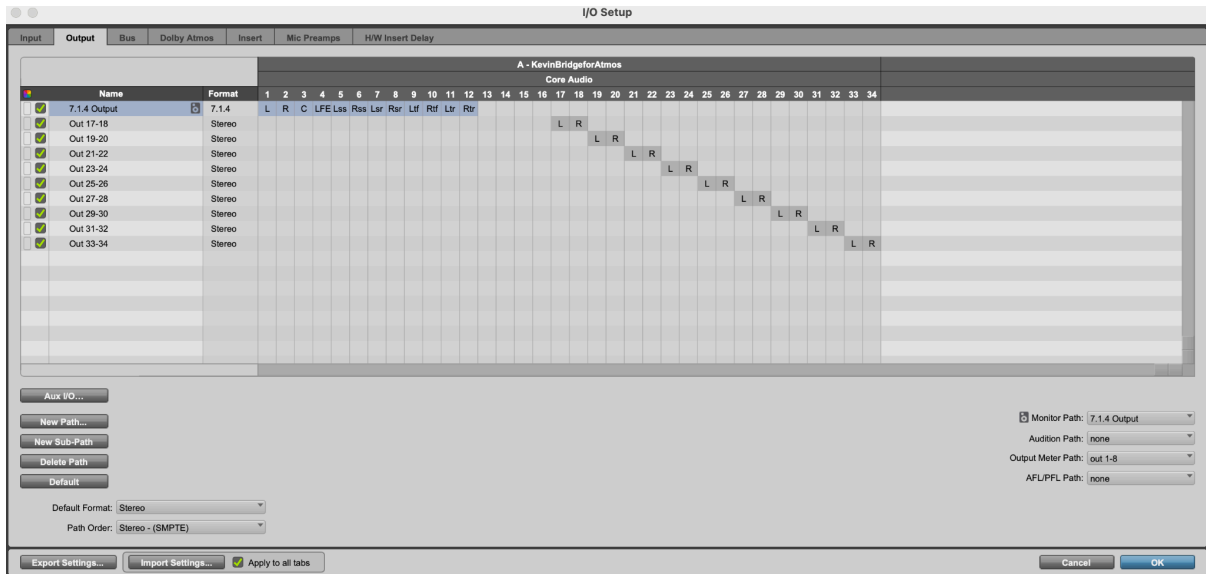 I/O Setup
Input Output Bus Dolby Atmos Insert Mic Preamps H/W Insert Delay
A - KevinBridgeforAtmos
Core Audio
Name Format 1 2 3 4 5 6 7 8 9 10 11 12 13 14 15 16 17 18 19 20 21 22 23 24 25 26 27 28 29 30 31 32 33 34
7.1.4 Output 7.1.4 L R C LFE Lss Rss Lsr Rsr Ltf Rtf Ltr Rtr
Out 17-18 Stereo L R
Out 19-20 Stereo L R
Out 21-22 Stereo L R
Out 23-24 Stereo L R
Out 25-26 Stereo L R
Out 27-28 Stereo L R
Out 29-30 Stereo L R
Out 31-32 Stereo L R
Out 33-34 Stereo L R
Aux I/O...
New Path...
New Sub-Path
Delete Path
Default
Default Format: Stereo
Path Order: Stereo - (SMPTE)
Monitor Path: 7.1.4 Output
Audition Path: none
Output Meter Path: out 1-8
AFL/PFL Path: none
Export Settings... Import Settings... Apply to all tabs Cancel OK